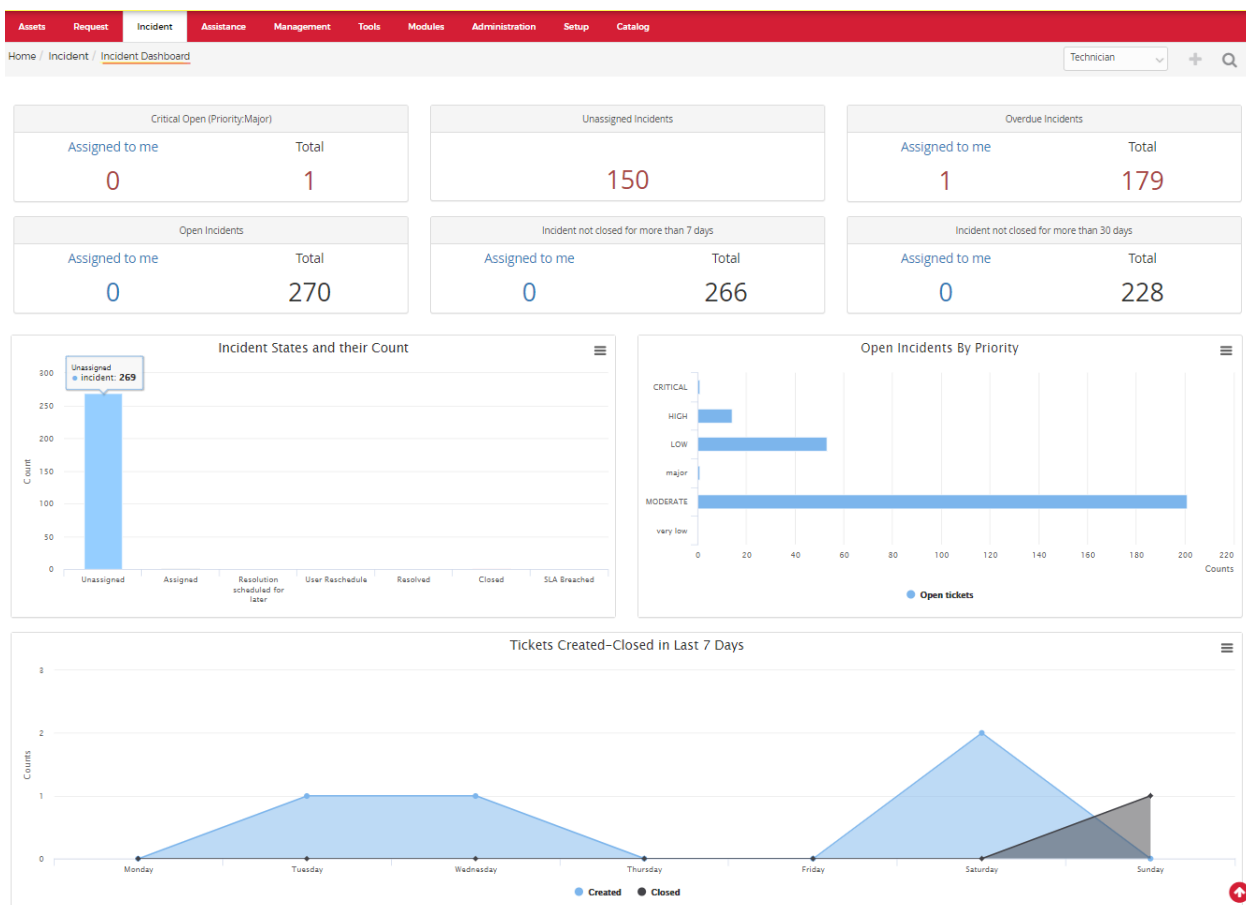 Assets Request Incident Assistance Management Tools Modules Administration Setup Catalog
Home / Incident / Incident Dashboard
Technician
Critical Open (Priority:Major) Unassigned Incidents Overdue Incidents
Assigned to me Total Assigned to me Total
0 1 150 1 179
Open Incidents Incident not closed for more than 7 days Incident not closed for more than 30 days
Assigned to me Total Assigned to me Total Assigned to me Total
0 270 0 266 0 228
Incident States and their Count
Unassigned
incident: 269
300
250
200
150
100
50
0
Count
Unassigned Assigned Resolution scheduled for later User Reschedule Resolved Closed SLA Breached
Open Incidents By Priority
CRITICAL
HIGH
LOW
major
MODERATE
very low
0 20 40 60 80 100 120 140 160 180 200 220
Counts
Open tickets
Tickets Created-Closed in Last 7 Days
3
2
1
0
Counts
Monday Tuesday Wednesday Thursday Friday Saturday Sunday
Created Closed